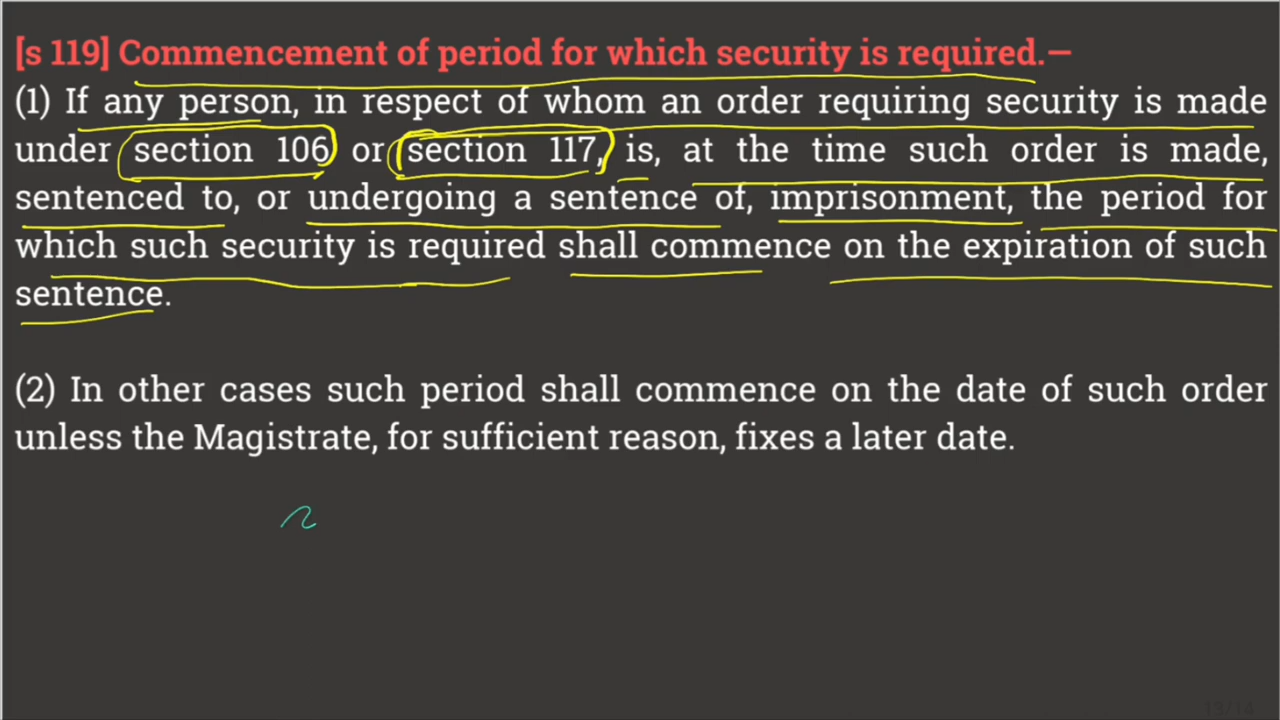 [s 119] Commencement of period for which security is required.—
(1) If any person, in respect of whom an order requiring security is made
under section 106 or section 117, is, at the time such order is made,
sentenced to, or undergoing a sentence of, imprisonment, the period for
which such security is required shall commence on the expiration of such
sentence.
(2) In other cases such period shall commence on the date of such order
unless the Magistrate, for sufficient reason, fixes a later date.
13/14